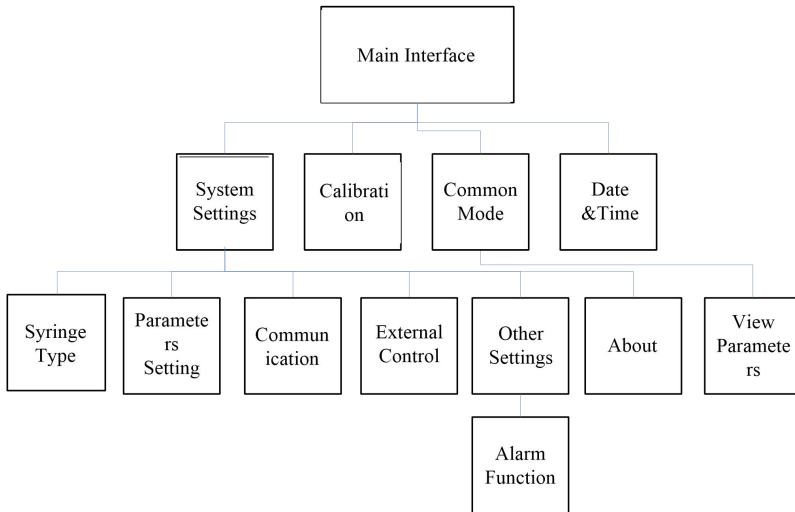 Main Interface
System
Settings
Calibrati
on
Common
Mode
Date
&Time
Syringe
Type
Paramete
rs
Setting
Commun
ication
External
Control
Other
Settings
About
View
Paramete
rs
Alarm
Function